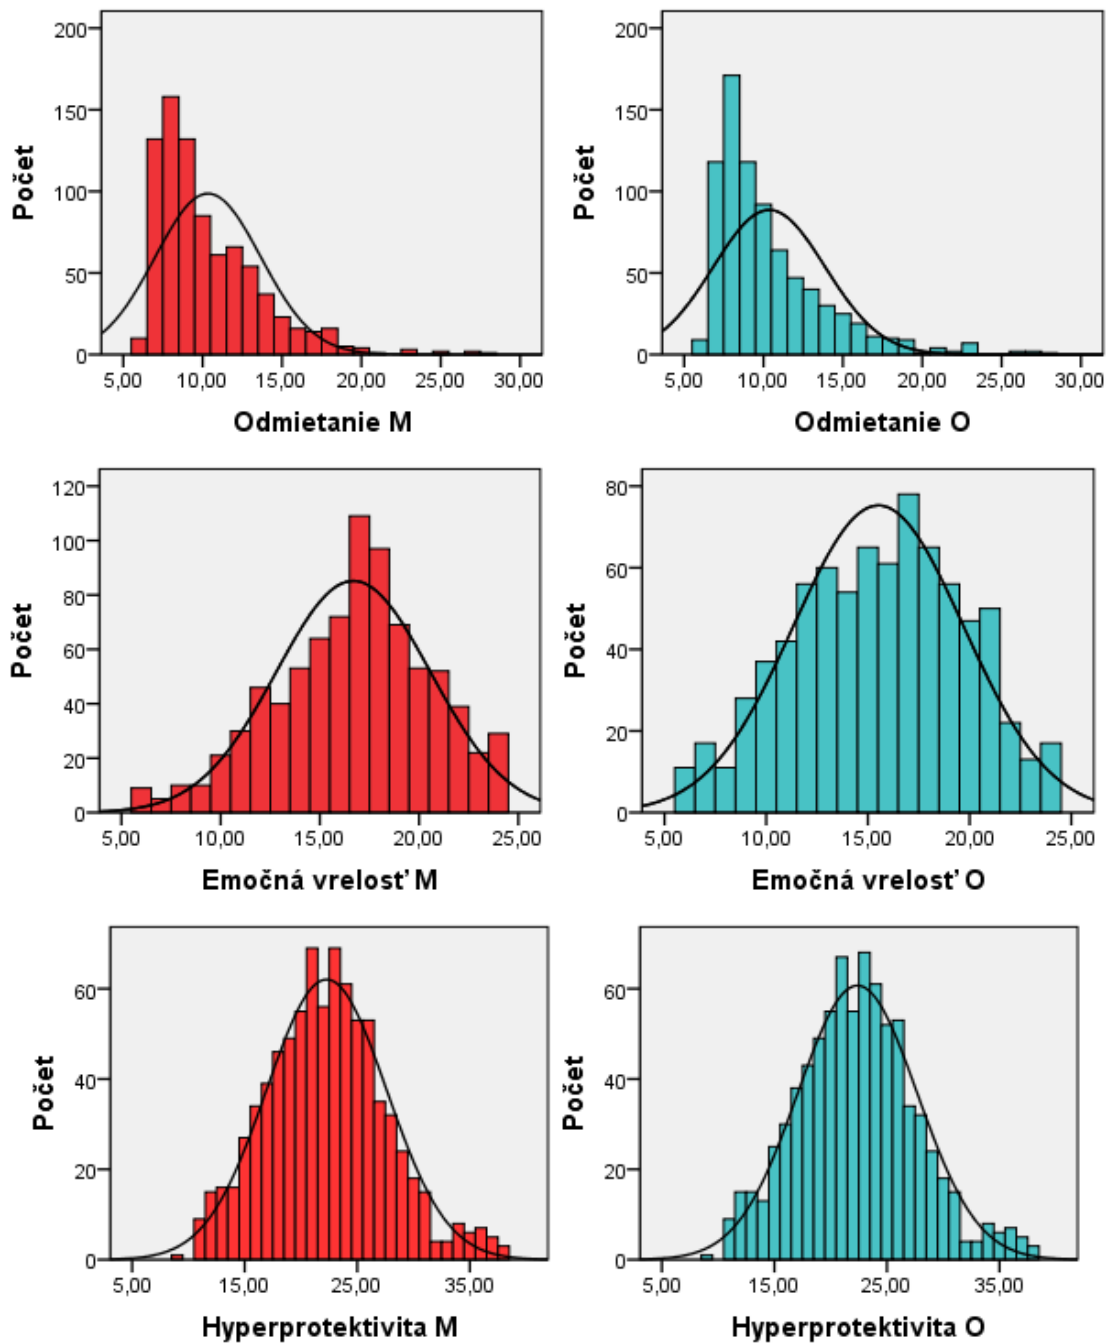 200
150
100
50
0
Počet
5,00 10,00 15,00 20,00 25,00 30,00
Odmietanie M
200
150
100
50
0
Počet
5,00 10,00 15,00 20,00 25,00 30,00
Odmietanie O
120
100
80
60
40
20
0
Počet
5,00 10,00 15,00 20,00 25,00
Emočná vrelosť M
80
60
40
20
0
Počet
5,00 10,00 15,00 20,00 25,00
Emočná vrelosť O
60
40
20
0
Počet
5,00 15,00 25,00 35,00
Hyperprotektivita M
60
40
20
0
Počet
5,00 15,00 25,00 35,00
Hyperprotektivita O